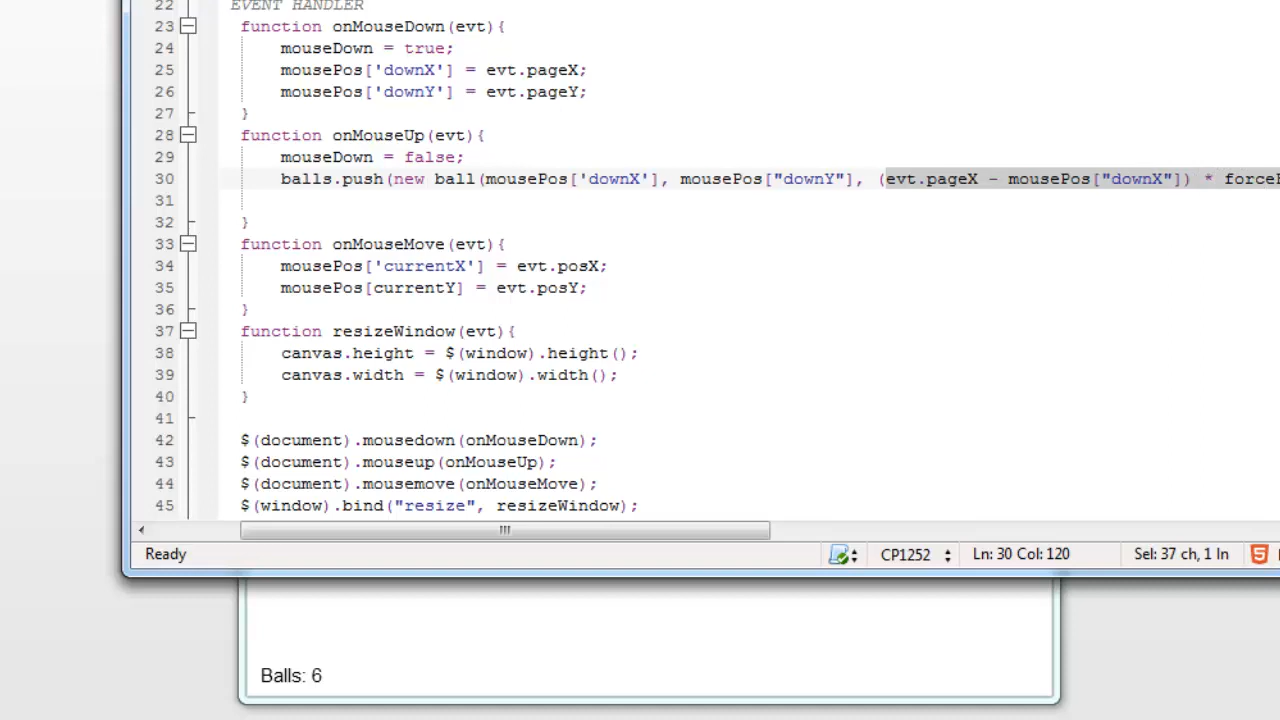 22 EVENT HANDLER
23 function onMouseDown(evt){
24 mouseDown = true;
25 mousePos['downX'] = evt.pageX;
26 mousePos['downY'] = evt.pageY;
27 }
28 function onMouseUp(evt){
29 mouseDown = false;
30 balls.push(new ball(mousePos['downX'], mousePos["downY"], (evt.pageX - mousePos["downX"]) * force
31
32 }
33 function onMouseMove(evt){
34 mousePos['currentX'] = evt.posX;
35 mousePos[currentY] = evt.posY;
36 }
37 function resizeWindow(evt){
38 canvas.height = $(window).height();
39 canvas.width = $(window).width();
40 }
41
42 $(document).mousedown(onMouseDown);
43 $(document).mouseup(onMouseUp);
44 $(document).mousemove(onMouseMove);
45 $(window).bind("resize", resizeWindow);
Ready CP1252 Ln: 30 Col: 120 Sel: 37 ch, 1 ln
Balls: 6